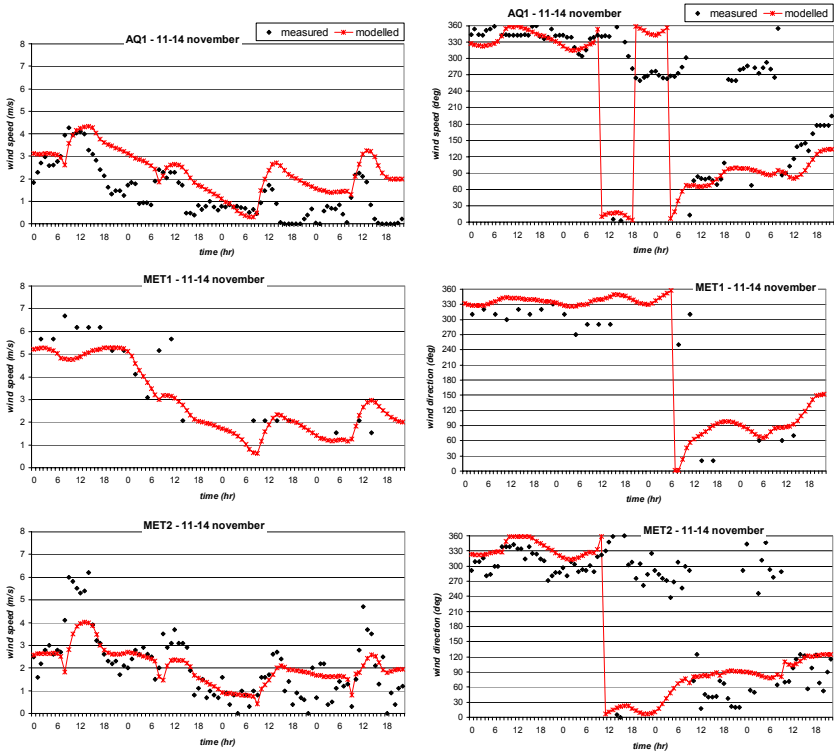 measured modelled
AQ1 - 11-14 november
wind speed (m/s)
8
7
6
5
4
3
2
1
0
0 6 12 18 0 6 12 18 0 6 12 18 0 6 12 18
time (hr)
measured modelled
AQ1 - 11-14 november
wind speed (deg)
360
330
300
270
240
210
180
150
120
90
60
30
0
0 6 12 18 0 6 12 18 0 6 12 18 0 6 12 18
time (hr)
MET1 - 11-14 november
wind speed (m/s)
8
7
6
5
4
3
2
1
0
0 6 12 18 0 6 12 18 0 6 12 18 0 6 12 18
time (hr)
MET1 - 11-14 november
wind direction (deg)
360
330
300
270
240
210
180
150
120
90
60
30
0
0 6 12 18 0 6 12 18 0 6 12 18 0 6 12 18
time (hr)
MET2 - 11-14 november
wind speed (m/s)
8
7
6
5
4
3
2
1
0
0 6 12 18 0 6 12 18 0 6 12 18 0 6 12 18
time (hr)
MET2 - 11-14 november
wind direction (deg)
360
330
300
270
240
210
180
150
120
90
60
30
0
0 6 12 18 0 6 12 18 0 6 12 18 0 6 12 18
time (hr)